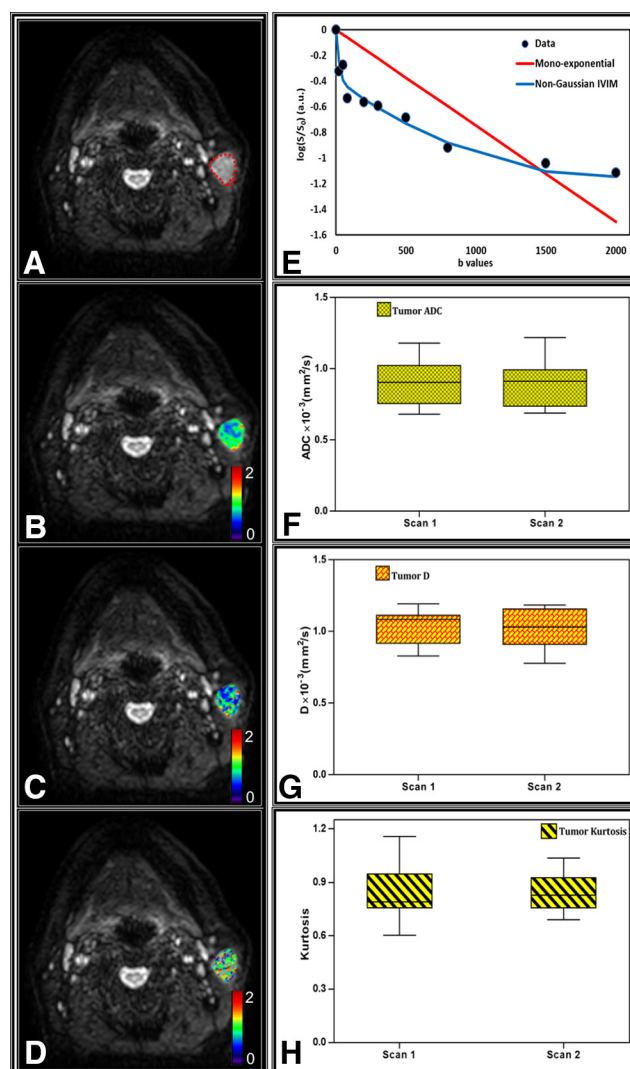 A
2
0
B
2
0
C
2
0
D
0
-0.2
-0.4
-0.6
-0.8
-1
-1.2
-1.4
-1.6
log(S/S₀) (a.u.)
Data
Mono-exponential
Non-Gaussian IVIM
0 500 1000 1500 2000
b values
E
1.5
1.0
0.5
0.0
ADC ×10⁻³(mm²/s)
Tumor ADC
Scan 1 Scan 2
F
1.5
1.0
0.5
0.0
D ×10⁻³(mm²/s)
Tumor D
Scan 1 Scan 2
G
1.2
0.9
0.6
0.3
0.0
Kurtosis
Tumor Kurtosis
Scan 1 Scan 2
H